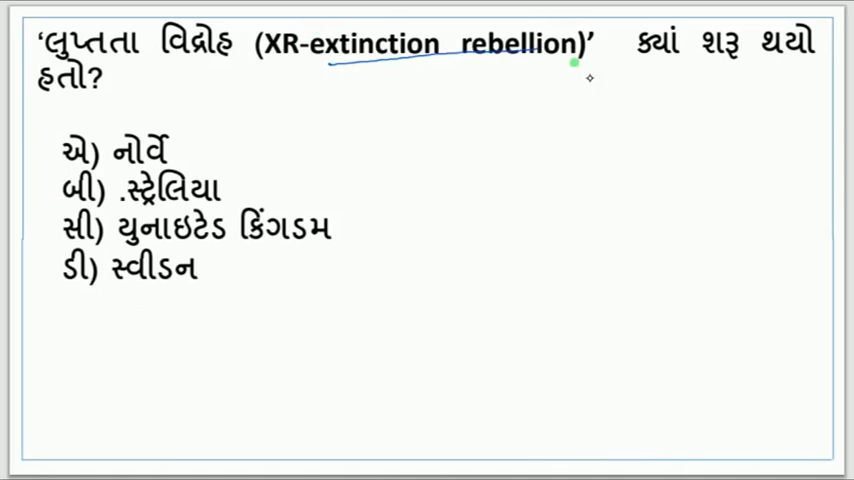 ‘લુપ્તતા વિદ્રોહ (XR-extinction rebellion)’ ક્યાં શરૂ થયો
હતો?
એ) નોર્વે
બી) .સ્ટ્રેલિયા
સી) યુનાઇટેડ કિંગડમ
ડી) સ્વીડન